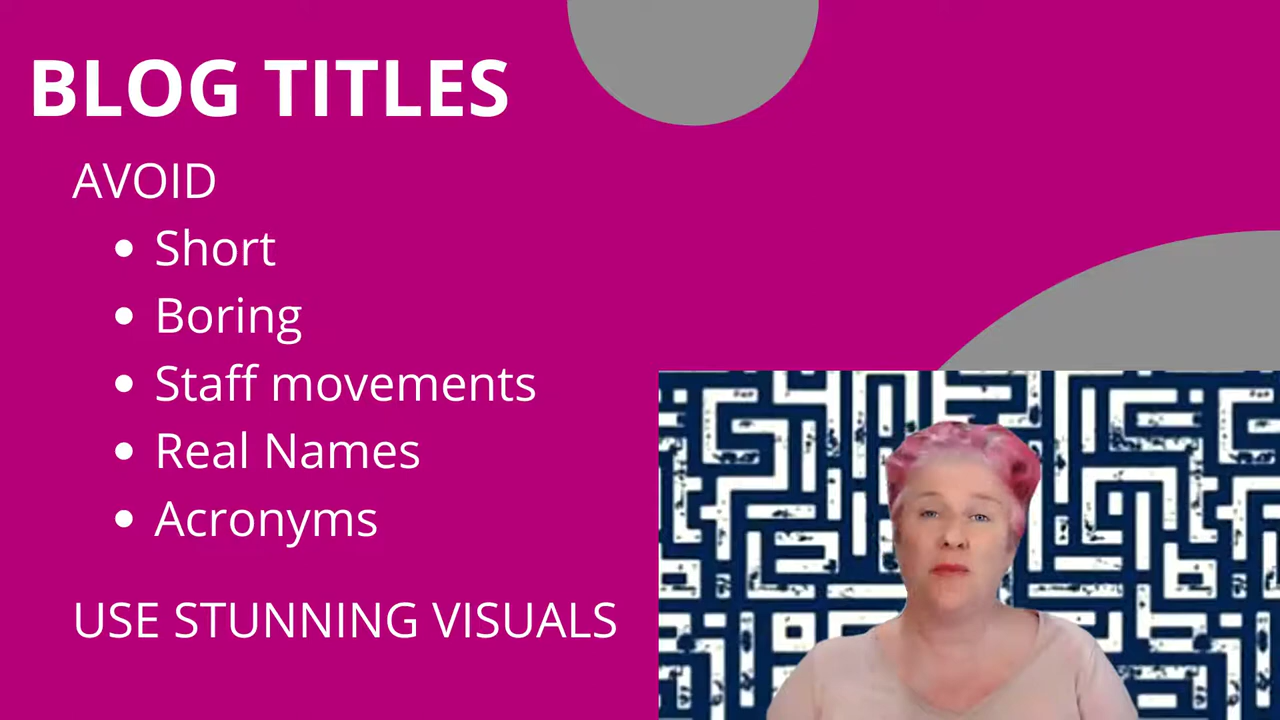 BLOG TITLES
AVOID
Short
Boring
Staff movements
Real Names
Acronyms
USE STUNNING VISUALS